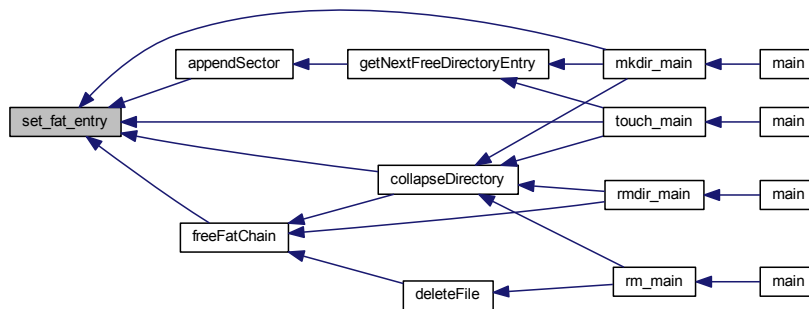 appendSector
getNextFreeDirectoryEntry
mkdir_main
main
set_fat_entry
touch_main
main
collapseDirectory
rmdir_main
main
freeFatChain
deleteFile
rm_main
main